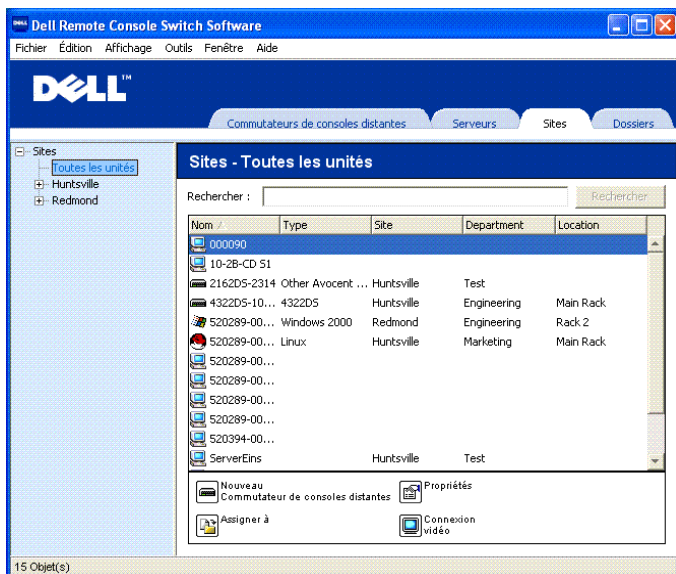 Dell Remote Console Switch Software
Fichier Édition Affichage Outils Fenêtre Aide
DELL™
Commutateurs de consoles distantes Serveurs Sites Dossiers
Sites
Toutes les unités
Huntsville
Redmond
Sites - Toutes les unités
Rechercher : Rechercher
Nom Type Site Department Location
000090
10-2B-CD S1
2162DS-2314 Other Avocent ... Huntsville Test
4322DS-10... 4322DS Huntsville Engineering Main Rack
520289-00... Windows 2000 Redmond Engineering Rack 2
520289-00... Linux Huntsville Marketing Main Rack
520289-00...
520289-00...
520289-00...
520289-00...
520394-00...
ServerEins Huntsville Test
Nouveau
Commutateur de consoles distantes
Propriétés
Assigner à
Connexion
vidéo
15 Objet(s)